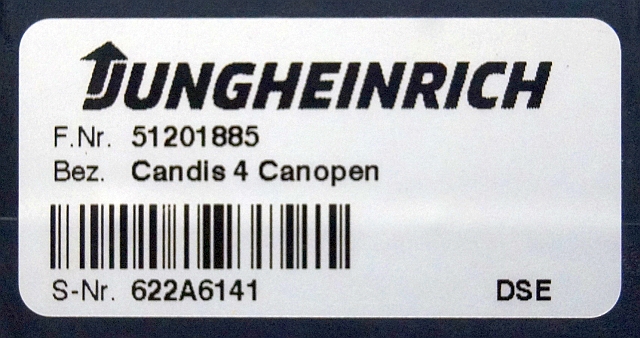 JUNGHEINRICH
F.Nr. 51201885
Bez. Candis 4 Canopen
S-Nr. 622A6141 DSE